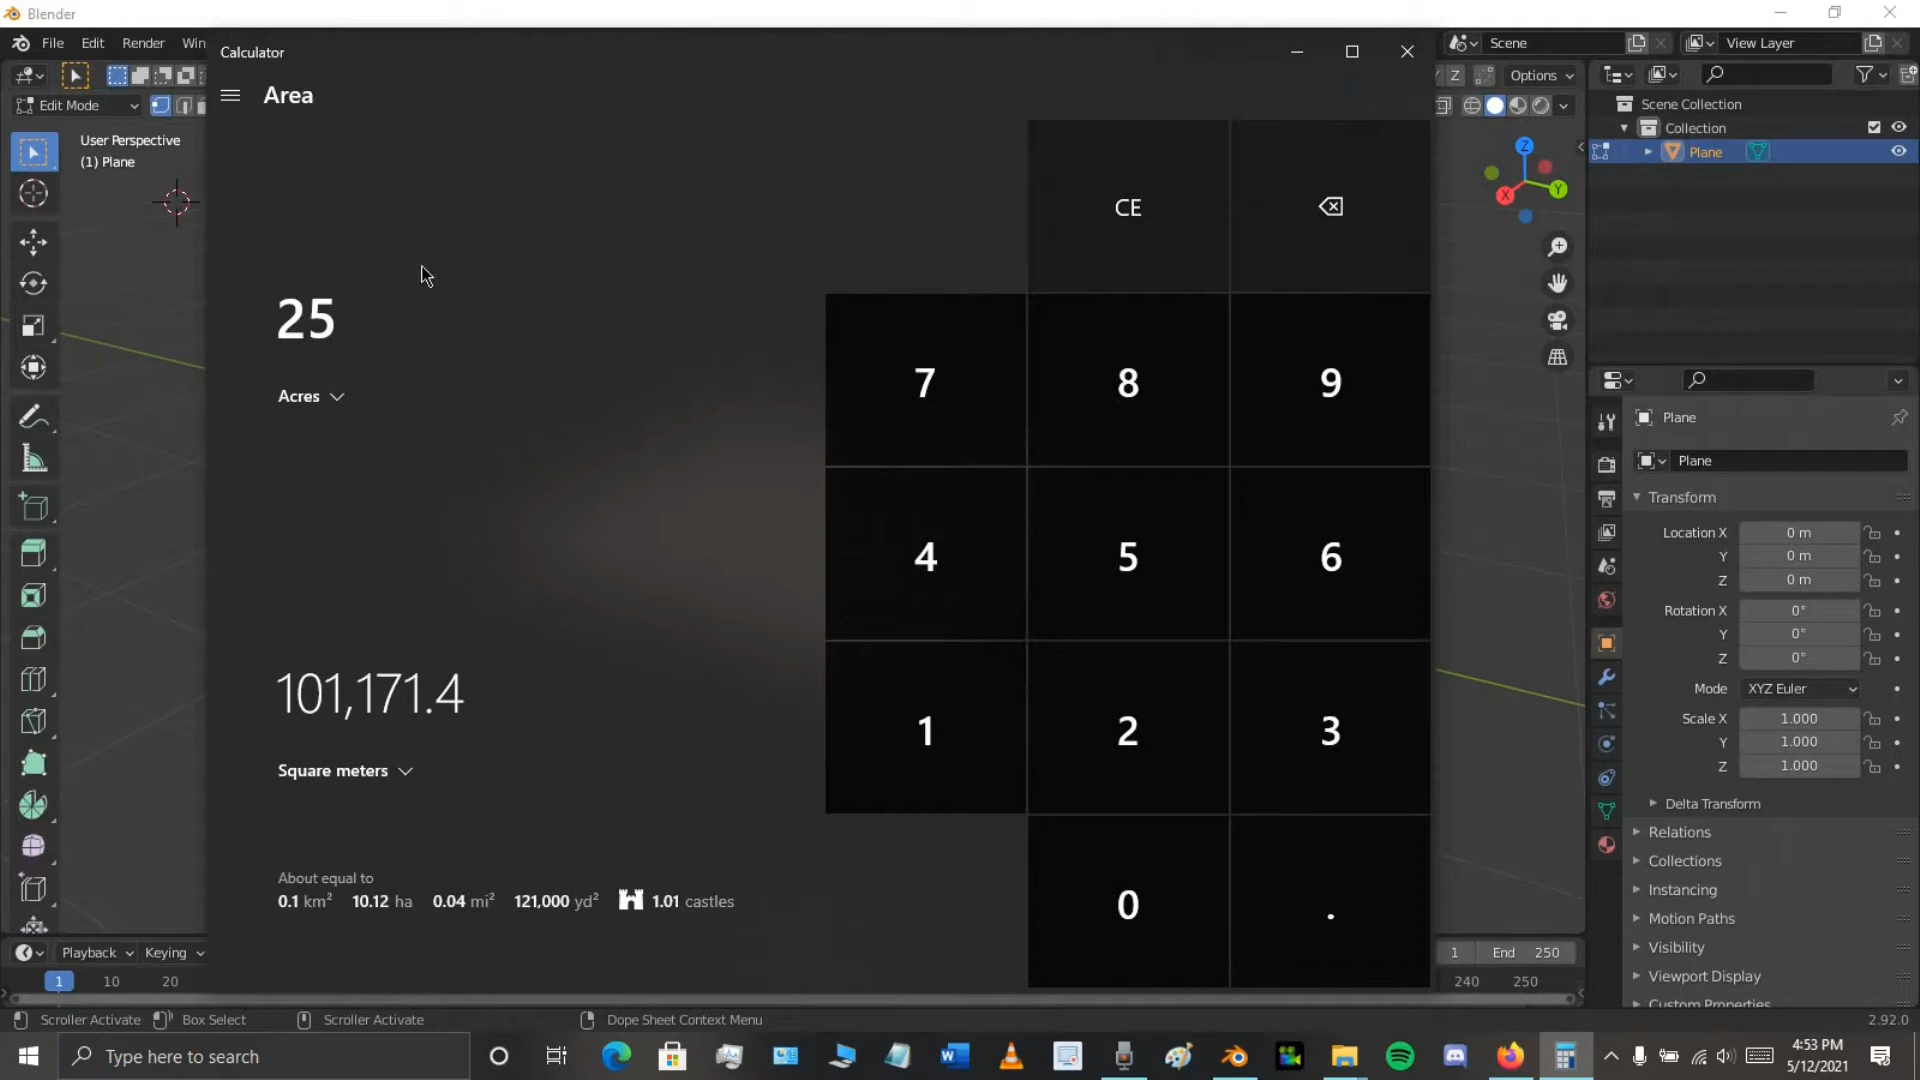 Blender
File Edit Render Win
Calculator
Scene
View Layer
Z Options
Edit Mode
Area
User Perspective
(1) Plane
CE
25
Acres
7 8 9
4 5 6
1 2 3
0 .
101,171.4
Square meters
About equal to
0.1 km² 10.12 ha 0.04 mi² 121,000 yd² 1.01 castles
Z
Y
X
Scene Collection
Collection
Plane
Plane
Plane
Transform
Location X 0 m
Y 0 m
Z 0 m
Rotation X 0°
Y 0°
Z 0°
Mode XYZ Euler
Scale X 1.000
Y 1.000
Z 1.000
Delta Transform
Relations
Collections
Instancing
Motion Paths
Visibility
Viewport Display
Custom Properties
Playback Keying
1 End 250
1 10 20 240 250
Scroller Activate Box Select Scroller Activate Dope Sheet Context Menu 2.92.0
Type here to search
4:53 PM
5/12/2021